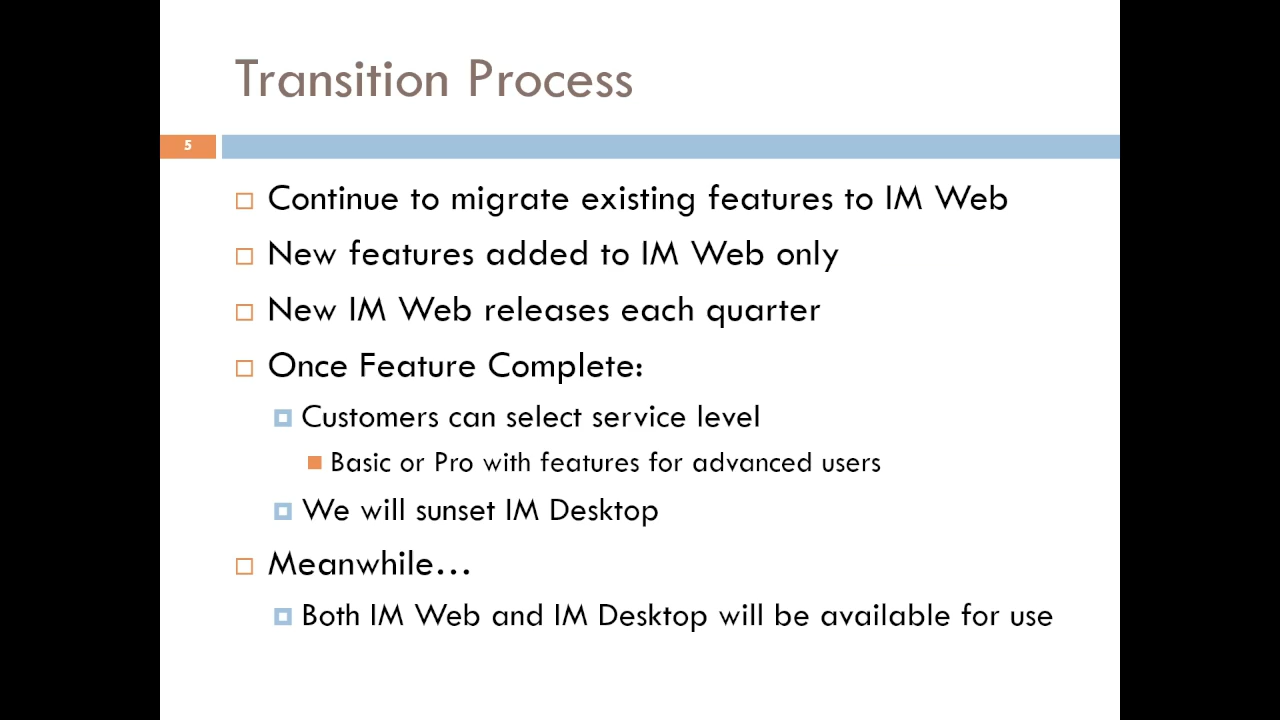 Transition Process
5
Continue to migrate existing features to IM Web
New features added to IM Web only
New IM Web releases each quarter
Once Feature Complete:
Customers can select service level
Basic or Pro with features for advanced users
We will sunset IM Desktop
Meanwhile…
Both IM Web and IM Desktop will be available for use